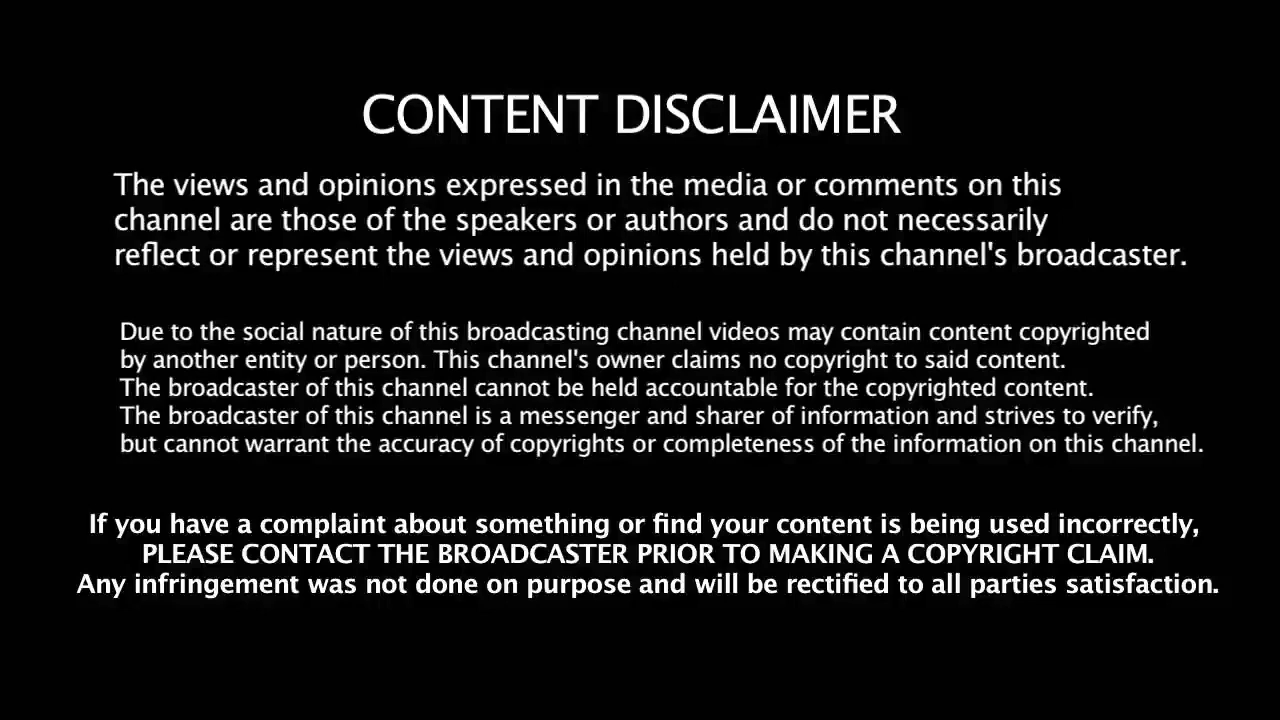 CONTENT DISCLAIMER
The views and opinions expressed in the media or comments on this
channel are those of the speakers or authors and do not necessarily
reflect or represent the views and opinions held by this channel's broadcaster.
Due to the social nature of this broadcasting channel videos may contain content copyrighted
by another entity or person. This channel's owner claims no copyright to said content.
The broadcaster of this channel cannot be held accountable for the copyrighted content.
The broadcaster of this channel is a messenger and sharer of information and strives to verify,
but cannot warrant the accuracy of copyrights or completeness of the information on this channel.
If you have a complaint about something or find your content is being used incorrectly,
PLEASE CONTACT THE BROADCASTER PRIOR TO MAKING A COPYRIGHT CLAIM.
Any infringement was not done on purpose and will be rectified to all parties satisfaction.